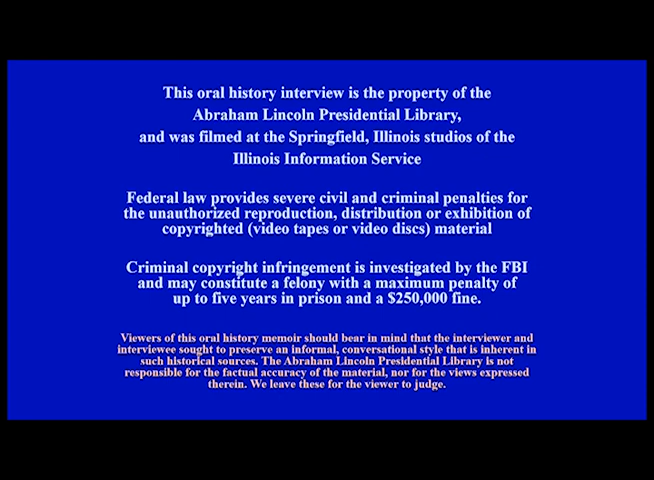 This oral history interview is the property of the
Abraham Lincoln Presidential Library,
and was filmed at the Springfield, Illinois studios of the
Illinois Information Service
Federal law provides severe civil and criminal penalties for
the unauthorized reproduction, distribution or exhibition of
copyrighted (video tapes or video discs) material
Criminal copyright infringement is investigated by the FBI
and may constitute a felony with a maximum penalty of
up to five years in prison and a $250,000 fine.
Viewers of this oral history memoir should bear in mind that the interviewer and
interviewee sought to preserve an informal, conversational style that is inherent in
such historical sources. The Abraham Lincoln Presidential Library is not
responsible for the factual accuracy of the material, nor for the views expressed
therein. We leave these for the viewer to judge.